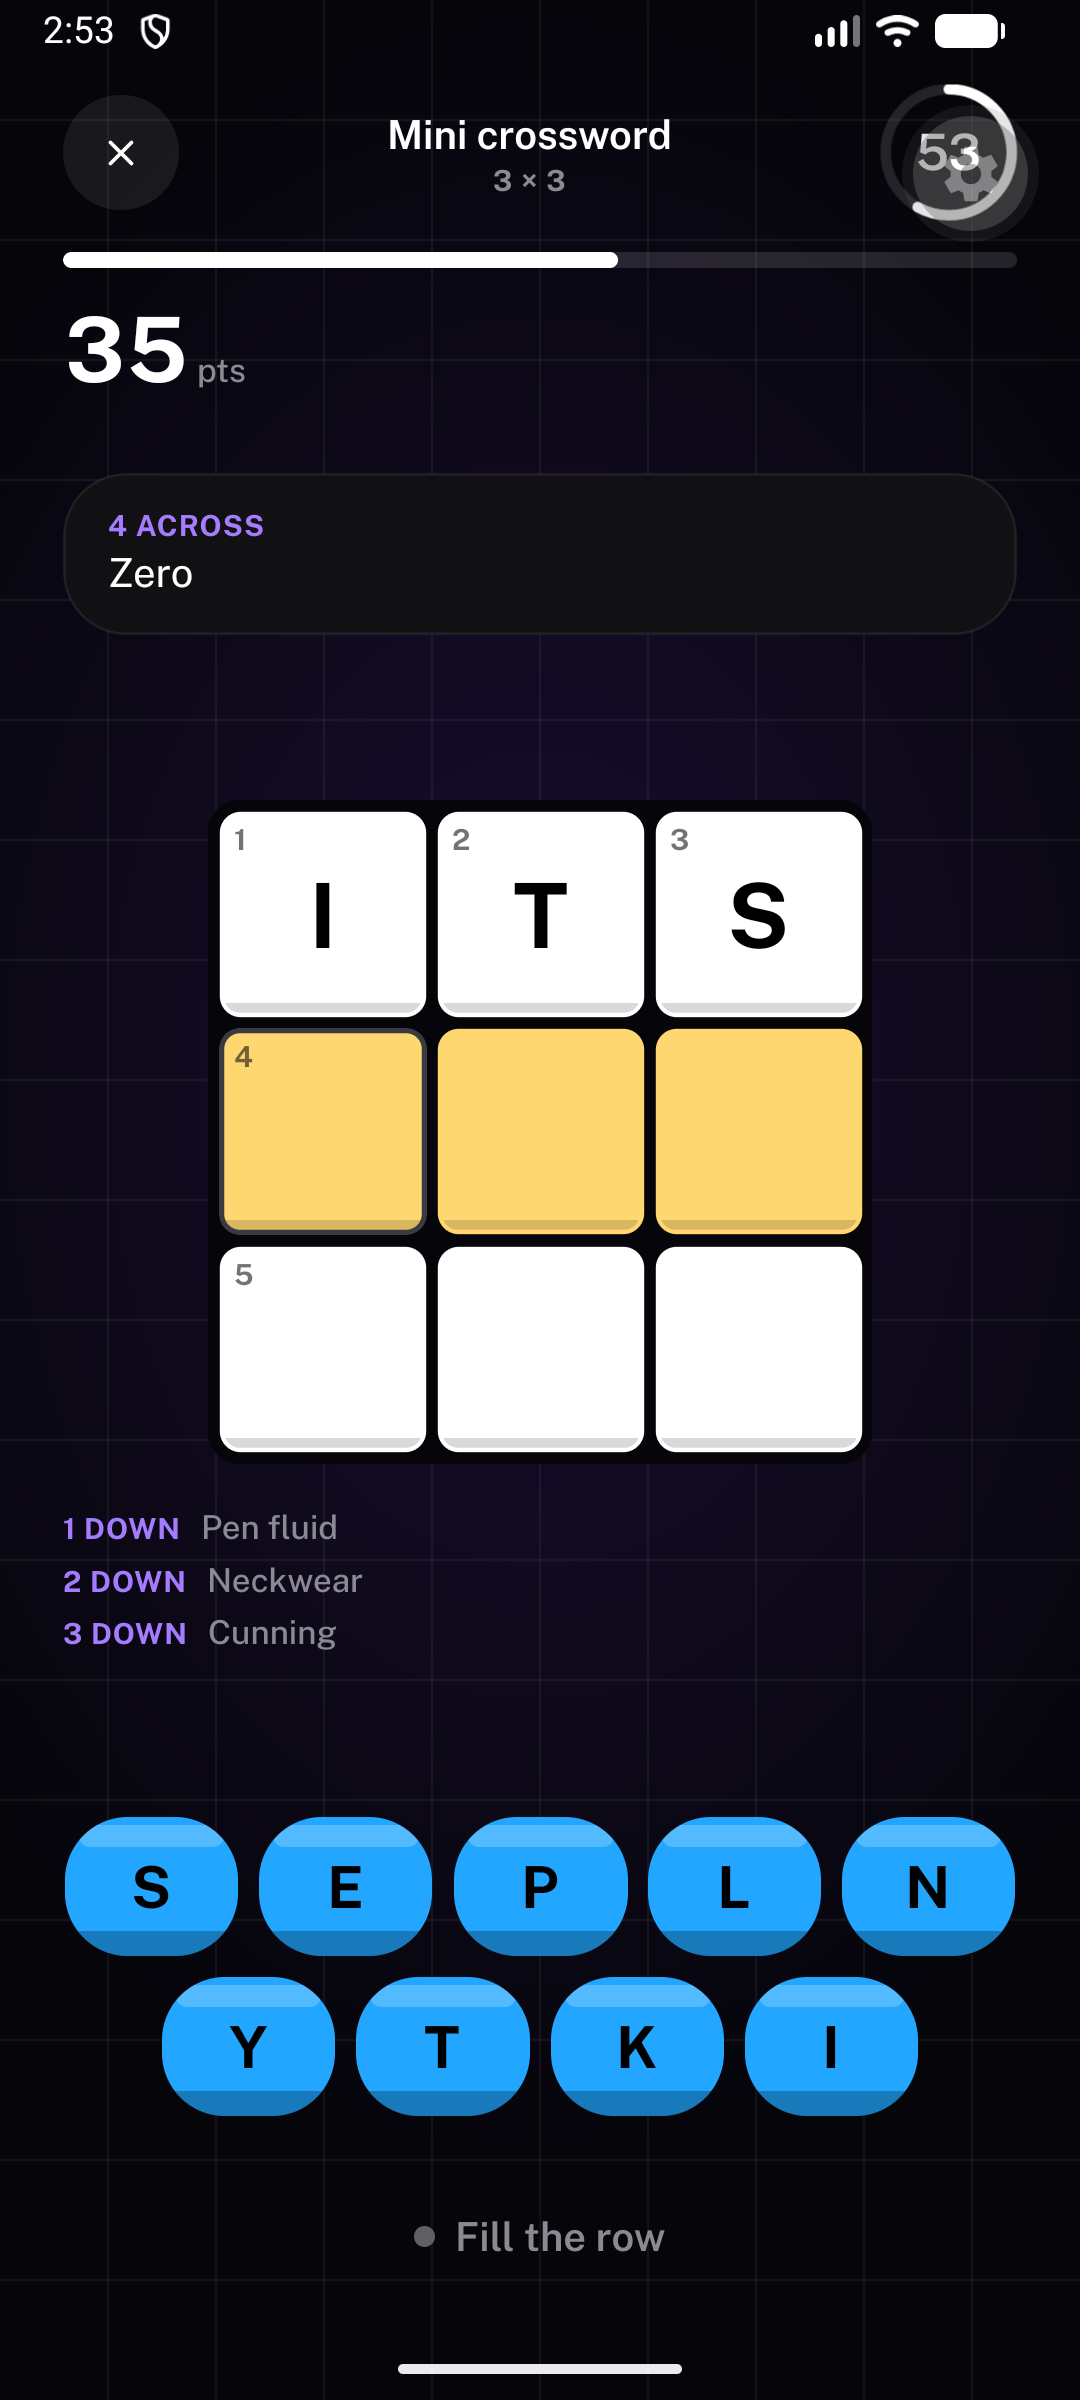 2:53
Mini crossword
3 × 3
53
35 pts
4 ACROSS
Zero
1 2 3
I T S
4
5
1 DOWN Pen fluid
2 DOWN Neckwear
3 DOWN Cunning
S E P L N
Y T K I
Fill the row